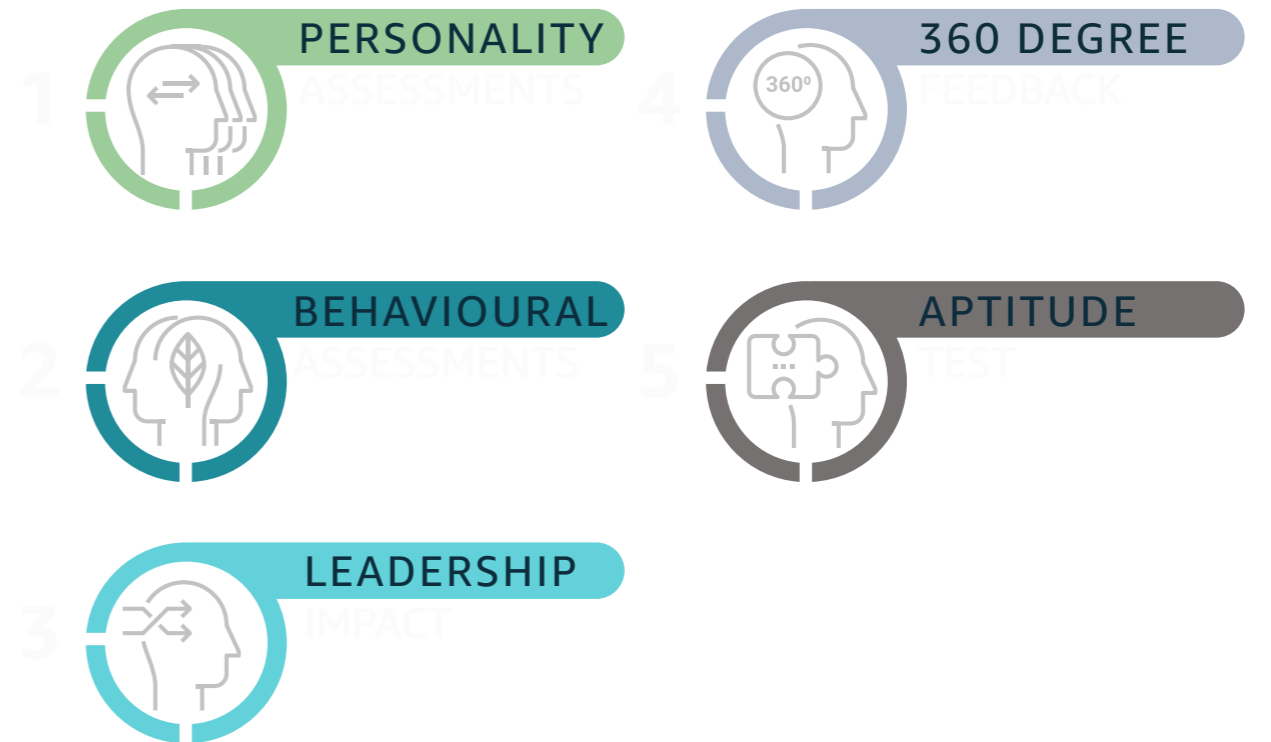 1
PERSONALITY
ASSESSMENTS
2
BEHAVIOURAL
ASSESSMENTS
3
LEADERSHIP
IMPACT
4
360 DEGREE
FEEDBACK
360º
5
APTITUDE
TEST